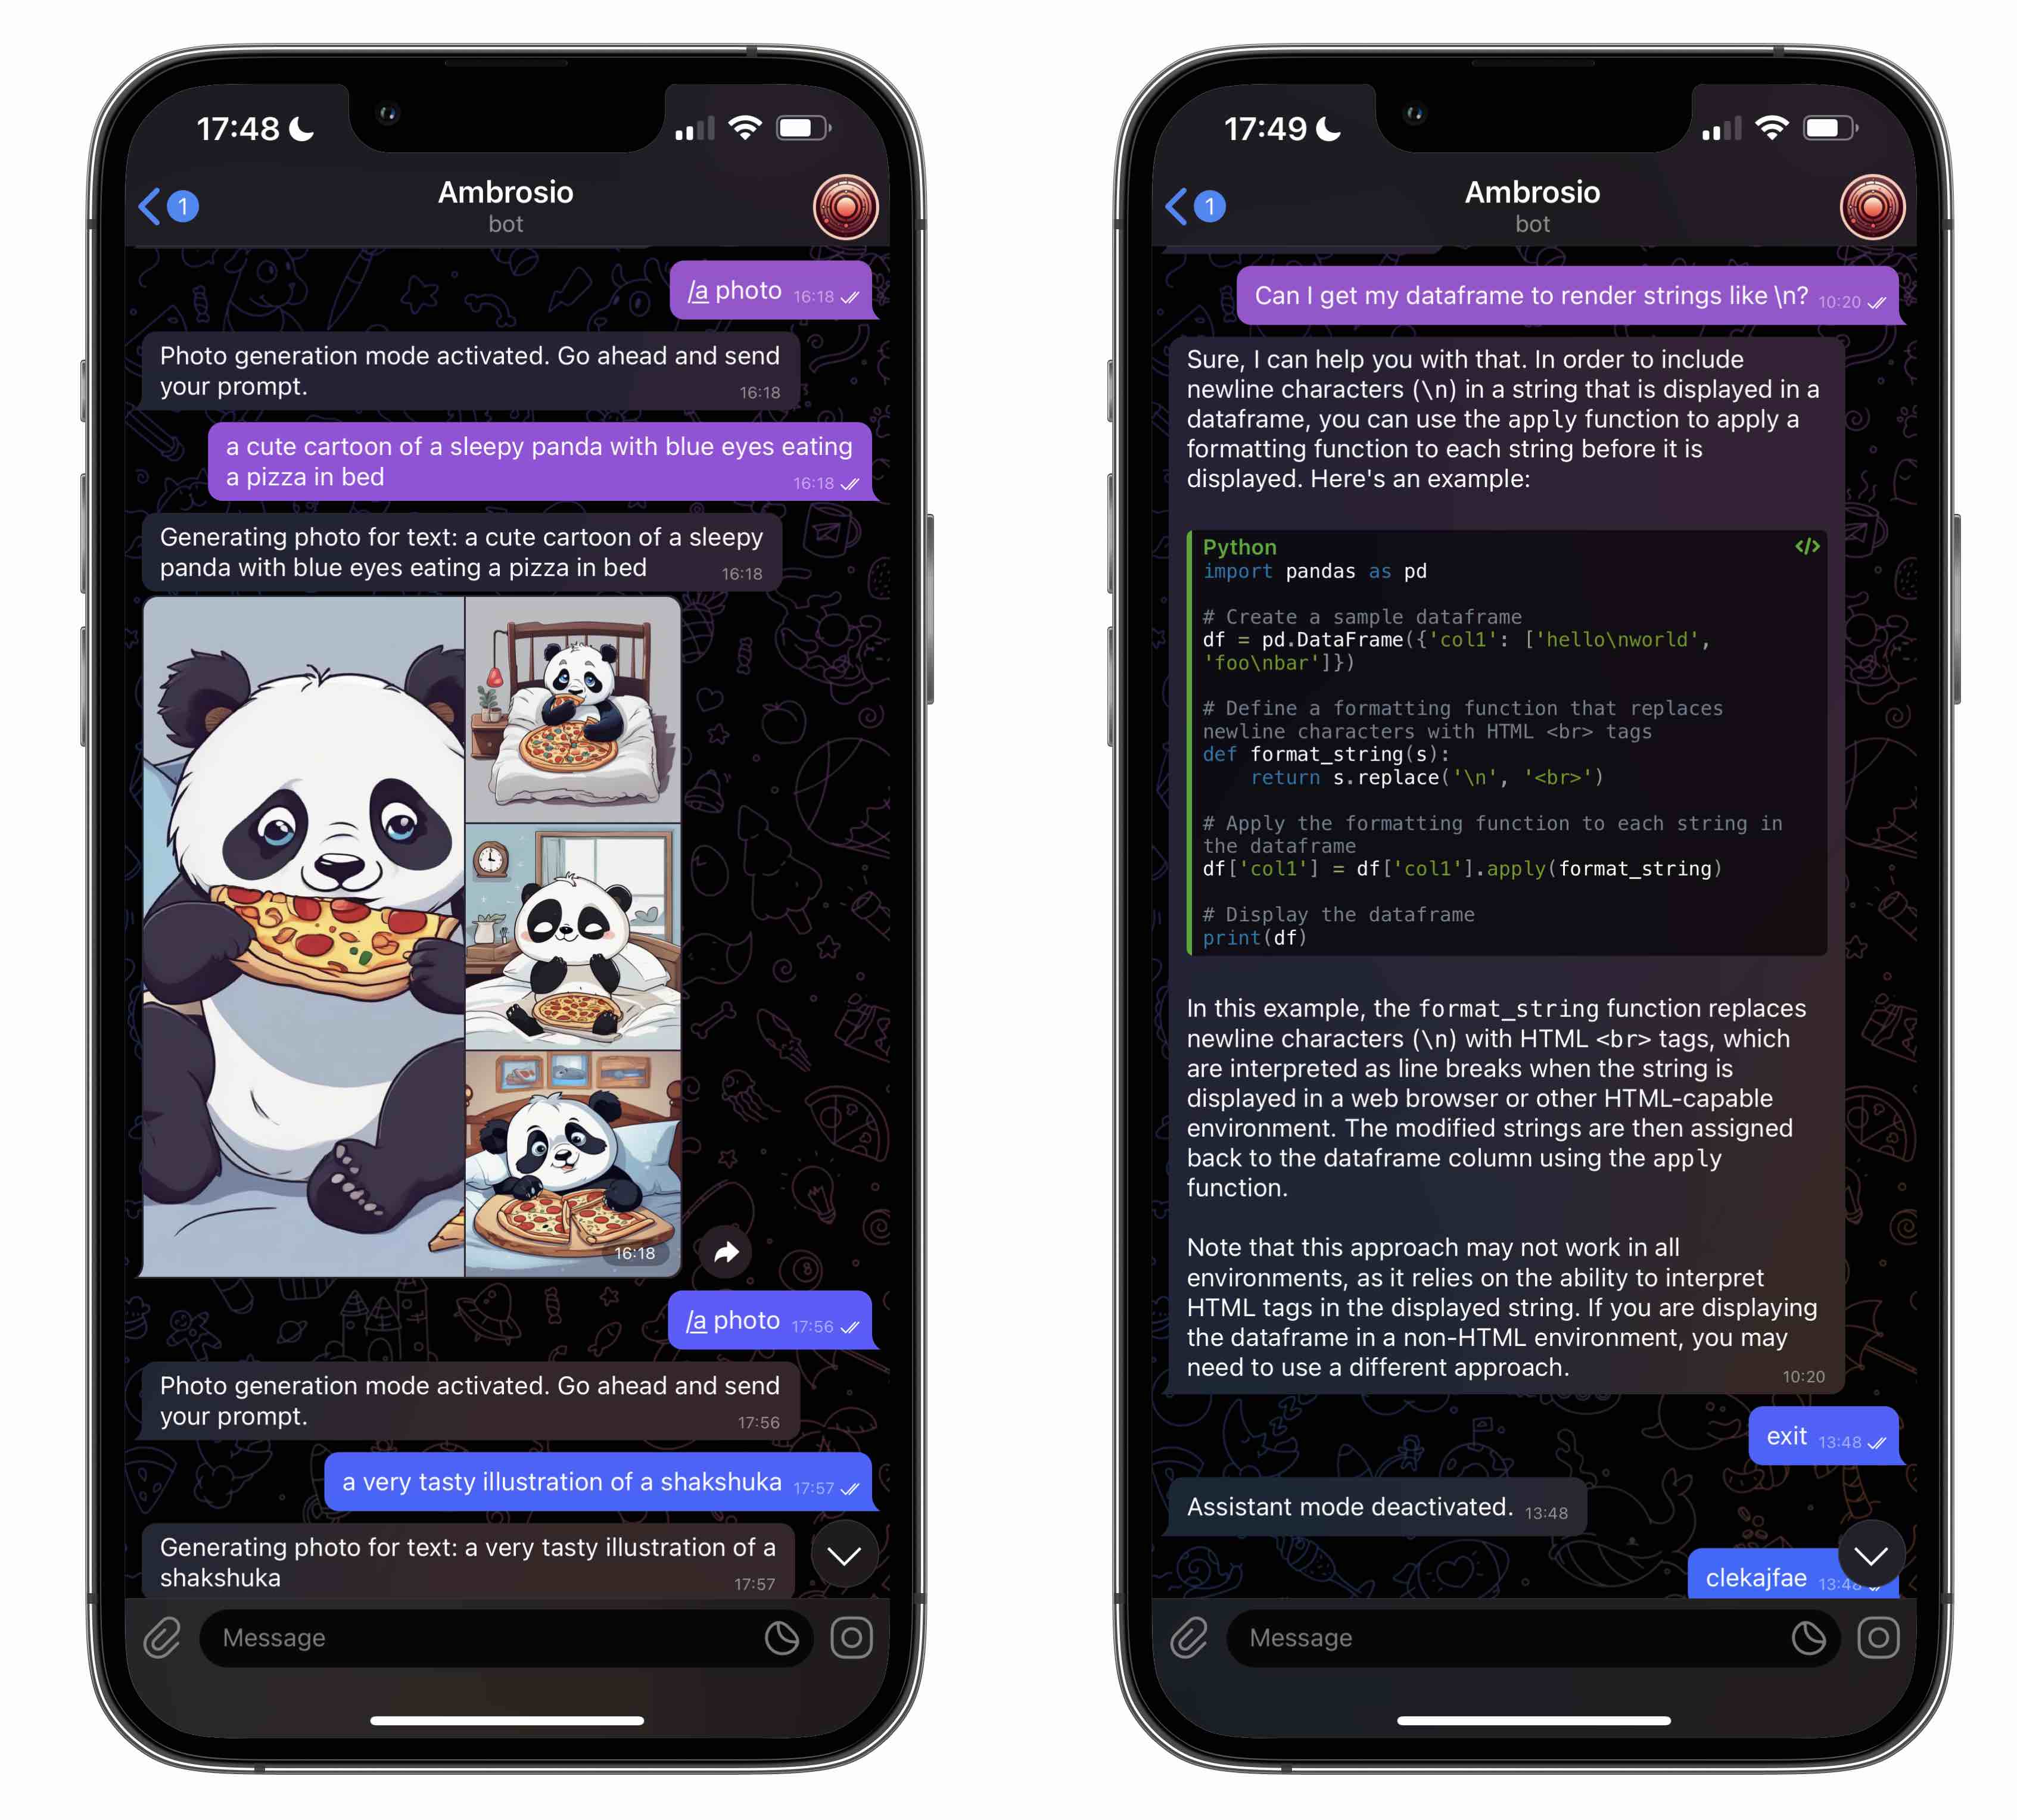 17:48
1
Ambrosio
bot
/a photo 16:18
Photo generation mode activated. Go ahead and send
your prompt. 16:18
a cute cartoon of a sleepy panda with blue eyes eating
a pizza in bed 16:18
Generating photo for text: a cute cartoon of a sleepy
panda with blue eyes eating a pizza in bed 16:18
16:18
/a photo 17:56
Photo generation mode activated. Go ahead and send
your prompt. 17:56
a very tasty illustration of a shakshuka 17:57
Generating photo for text: a very tasty illustration of a
shakshuka 17:57
Message
17:49
1
Ambrosio
bot
Can I get my dataframe to render strings like \n? 10:20
Sure, I can help you with that. In order to include
newline characters (\n) in a string that is displayed in a
dataframe, you can use the apply function to apply a
formatting function to each string before it is
displayed. Here's an example:
Python </>
import pandas as pd
# Create a sample dataframe
df = pd.DataFrame({'col1': ['hello\nworld',
'foo\nbar']})
# Define a formatting function that replaces
newline characters with HTML <br> tags
def format_string(s):
    return s.replace('\n', '<br>')
# Apply the formatting function to each string in
the dataframe
df['col1'] = df['col1'].apply(format_string)
# Display the dataframe
print(df)
In this example, the format_string function replaces
newline characters (\n) with HTML <br> tags, which
are interpreted as line breaks when the string is
displayed in a web browser or other HTML-capable
environment. The modified strings are then assigned
back to the dataframe column using the apply
function.
Note that this approach may not work in all
environments, as it relies on the ability to interpret
HTML tags in the displayed string. If you are displaying
the dataframe in a non-HTML environment, you may
need to use a different approach. 10:20
exit 13:48
Assistant mode deactivated. 13:48
clekajfae 13:48
Message